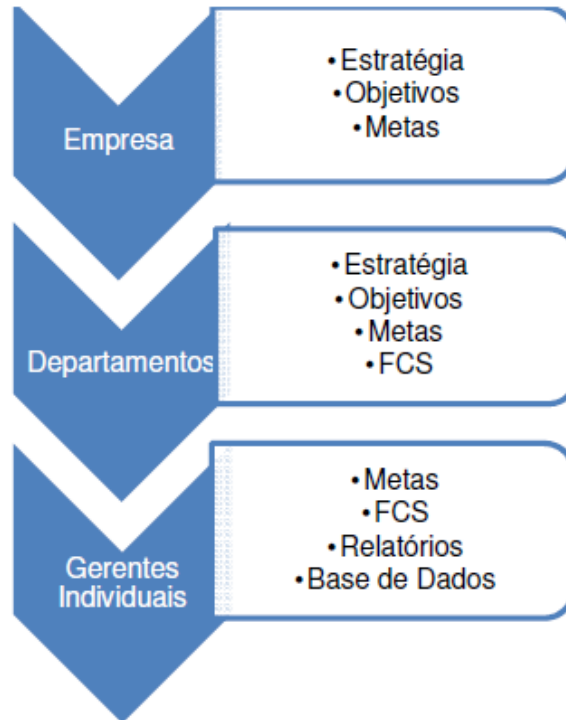 Empresa
•Estratégia
•Objetivos
•Metas
Departamentos
•Estratégia
•Objetivos
•Metas
•FCS
Gerentes
Individuais
•Metas
•FCS
•Relatórios
•Base de Dados